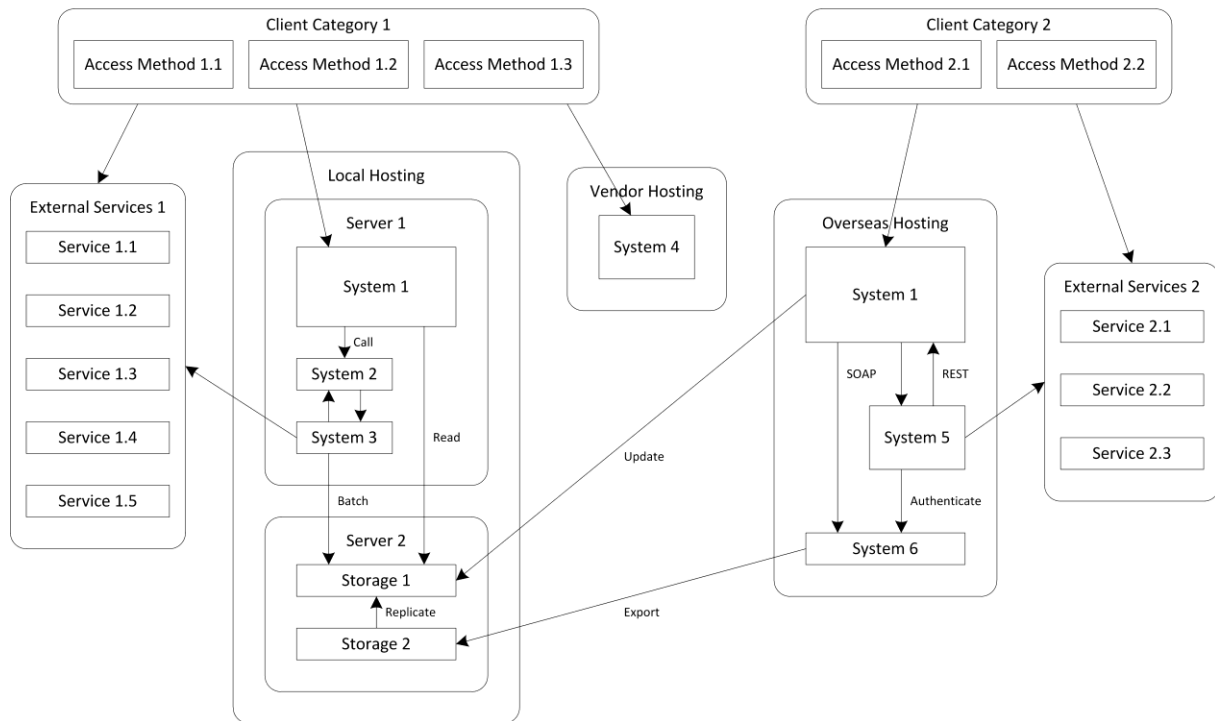 Client Category 1
Access Method 1.1
Access Method 1.2
Access Method 1.3
Client Category 2
Access Method 2.1
Access Method 2.2
External Services 1
Service 1.1
Service 1.2
Service 1.3
Service 1.4
Service 1.5
Local Hosting
Server 1
System 1
Call
System 2
System 3
Read
Batch
Server 2
Storage 1
Replicate
Storage 2
Vendor Hosting
System 4
Update
Export
Overseas Hosting
System 1
SOAP
REST
System 5
Authenticate
System 6
External Services 2
Service 2.1
Service 2.2
Service 2.3